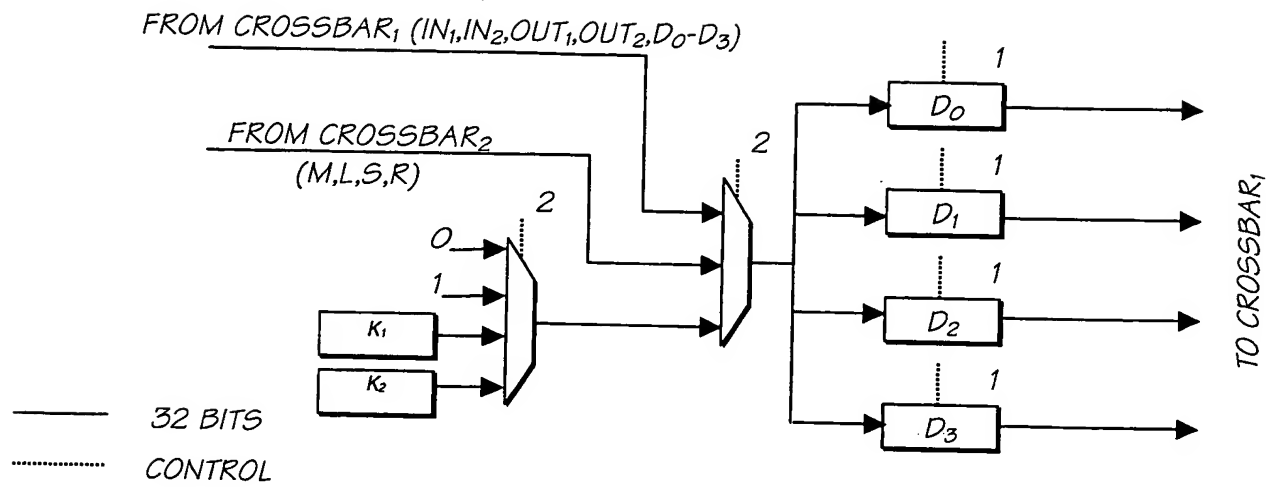 FROM CROSSBAR₁ (IN₁,IN₂,OUT₁,OUT₂,D₀-D₃)
1
D₀
FROM CROSSBAR₂
(M,L,S,R)
2
1
D₁
2
0
1
K₁
K₂
1
D₂
1
D₃
TO CROSSBAR₁
32 BITS
CONTROL